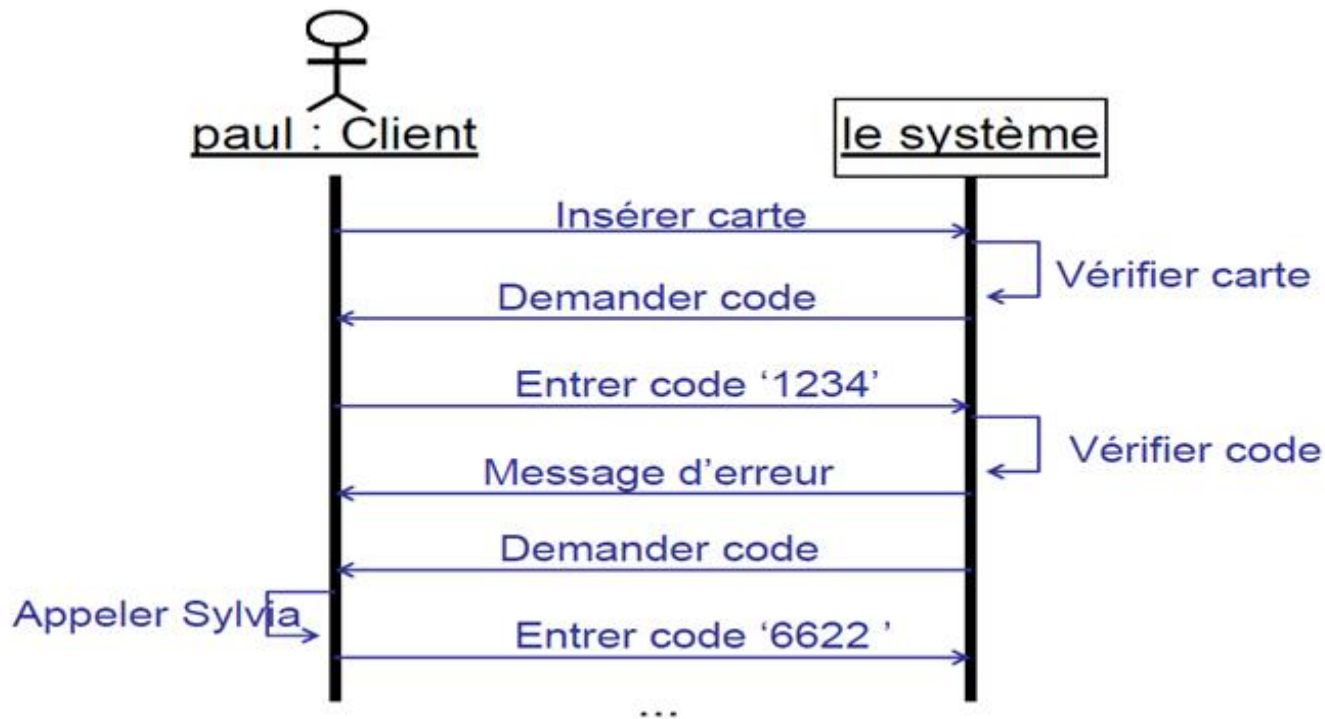 paul : Client
le système
Insérer carte
Vérifier carte
Demander code
Entrer code ‘1234’
Vérifier code
Message d’erreur
Demander code
Appeler Sylvia
Entrer code ‘6622 ’
...